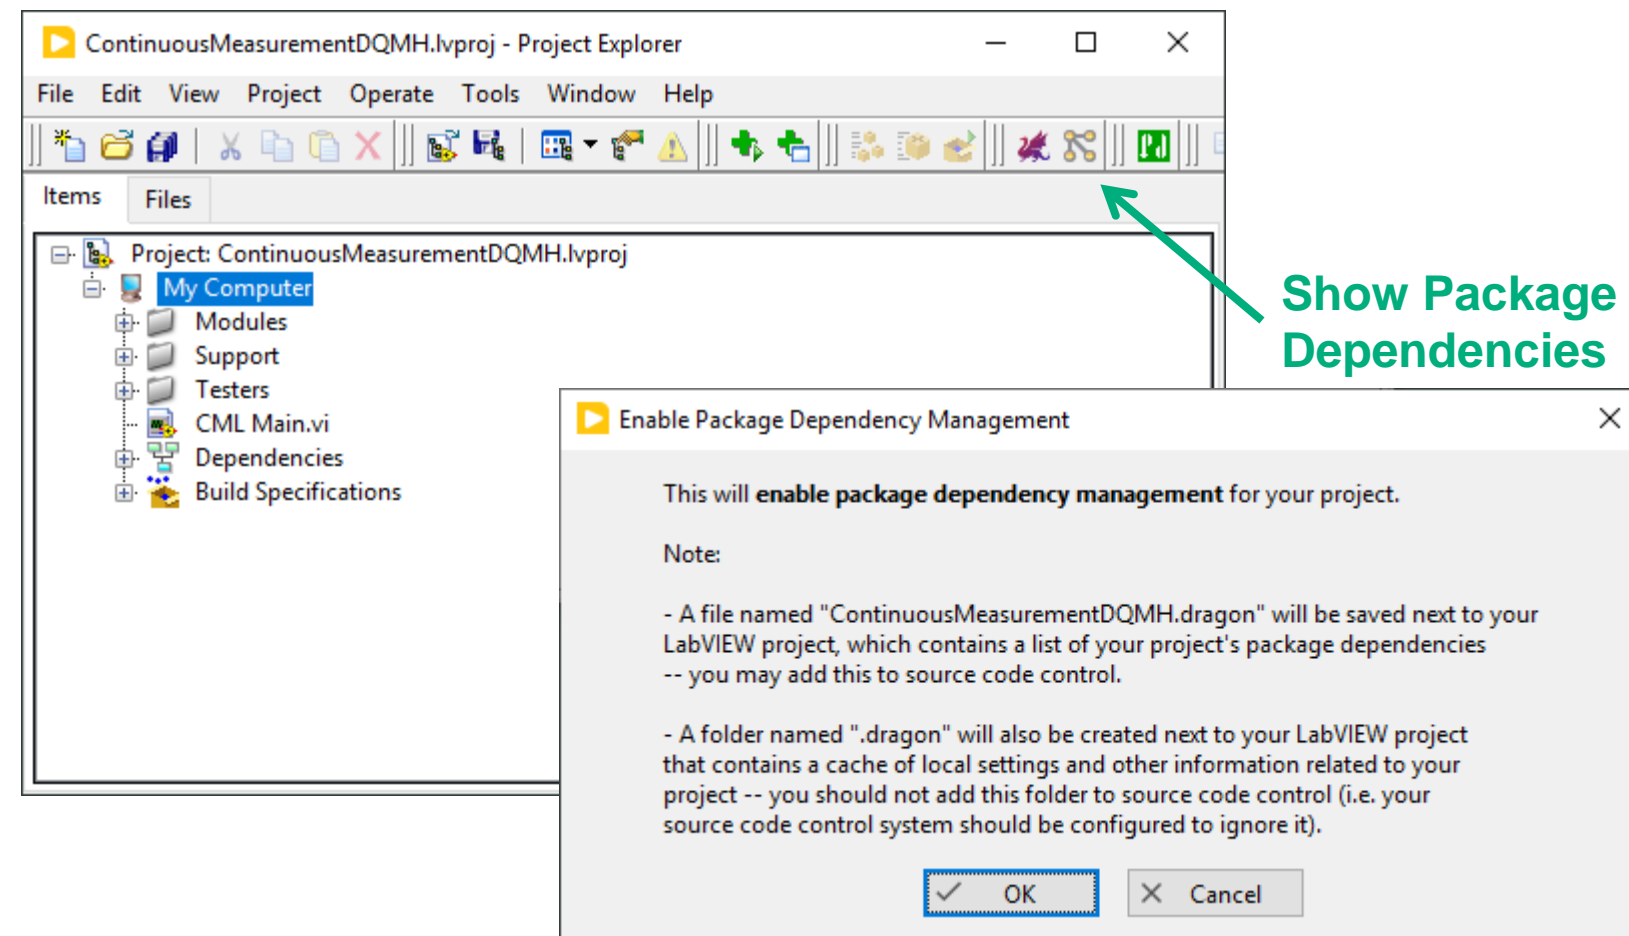 ContinuousMeasurementDQMH.lvproj - Project Explorer
File Edit View Project Operate Tools Window Help
Items Files
Project: ContinuousMeasurementDQMH.lvproj
My Computer
Modules
Support
Testers
CML Main.vi
Dependencies
Build Specifications
Show Package
Dependencies
Enable Package Dependency Management
This will enable package dependency management for your project.
Note:
- A file named "ContinuousMeasurementDQMH.dragon" will be saved next to your
LabVIEW project, which contains a list of your project's package dependencies
-- you may add this to source code control.
- A folder named ".dragon" will also be created next to your LabVIEW project
that contains a cache of local settings and other information related to your
project -- you should not add this folder to source code control (i.e. your
source code control system should be configured to ignore it).
OK Cancel